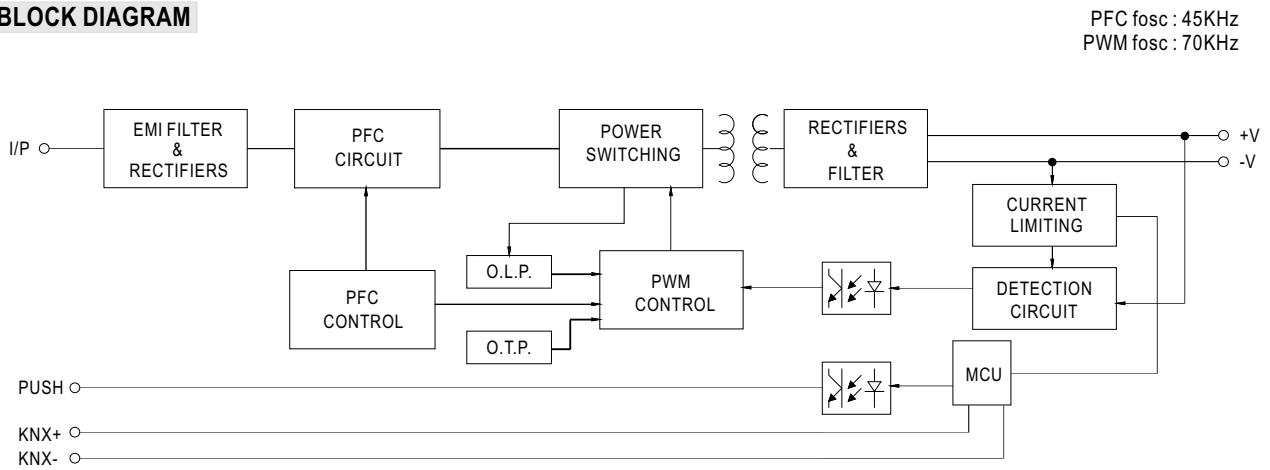 BLOCK DIAGRAM
PFC fosc : 45KHz
PWM fosc : 70KHz
I/P
EMI FILTER
&
RECTIFIERS
PFC
CIRCUIT
POWER
SWITCHING
RECTIFIERS
&
FILTER
+V
-V
CURRENT
LIMITING
O.L.P.
PFC
CONTROL
PWM
CONTROL
DETECTION
CIRCUIT
O.T.P.
MCU
PUSH
KNX+
KNX-